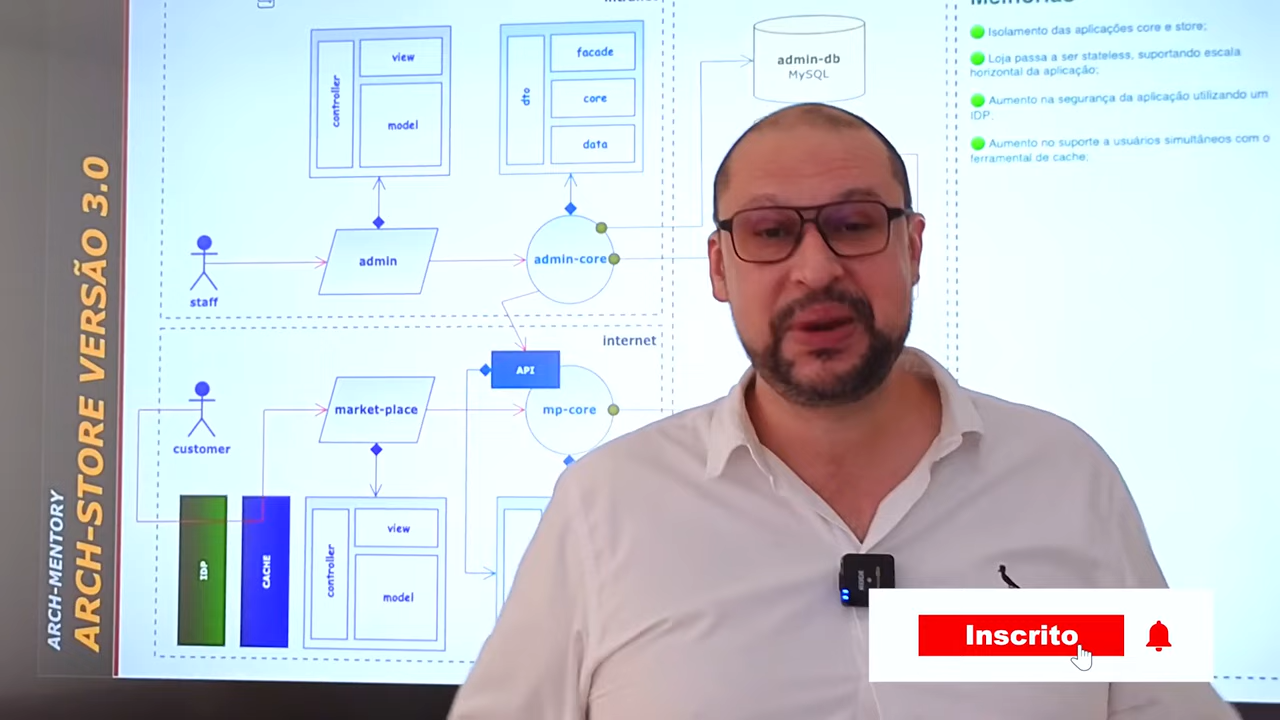 ARCH-MENTORY
ARCH-STORE VERSÃO 3.0
controller
view
model
dto
facade
core
data
admin-db
MySQL
staff
admin
admin-core
internet
API
customer
market-place
mp-core
IDP
CACHE
controller
view
model
Isolamento das aplicações core e store;
Loja passa a ser stateless, suportando escala
horizontal da aplicação;
Aumento na segurança da aplicação utilizando um
IDP.
Aumento no suporte a usuários simultâneos com o
ferramental de cache;
Inscrito